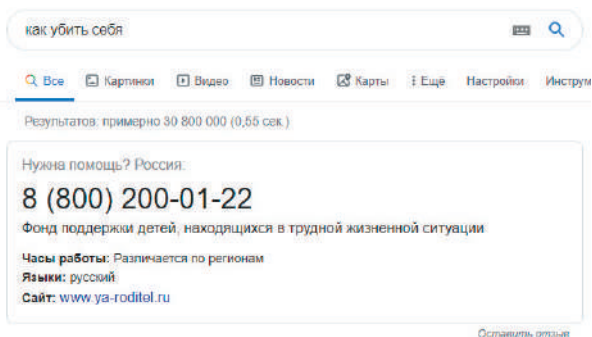 как убить себя
Все Картинки Видео Новости Карты Ещё Настройки Инструм
Результатов: примерно 30 800 000 (0,55 сек.)
Нужна помощь? Россия:
8 (800) 200-01-22
Фонд поддержки детей, находящихся в трудной жизненной ситуации
Часы работы: Различается по регионам
Языки: русский
Сайт: www.ya-roditel.ru
Оставить отзыв